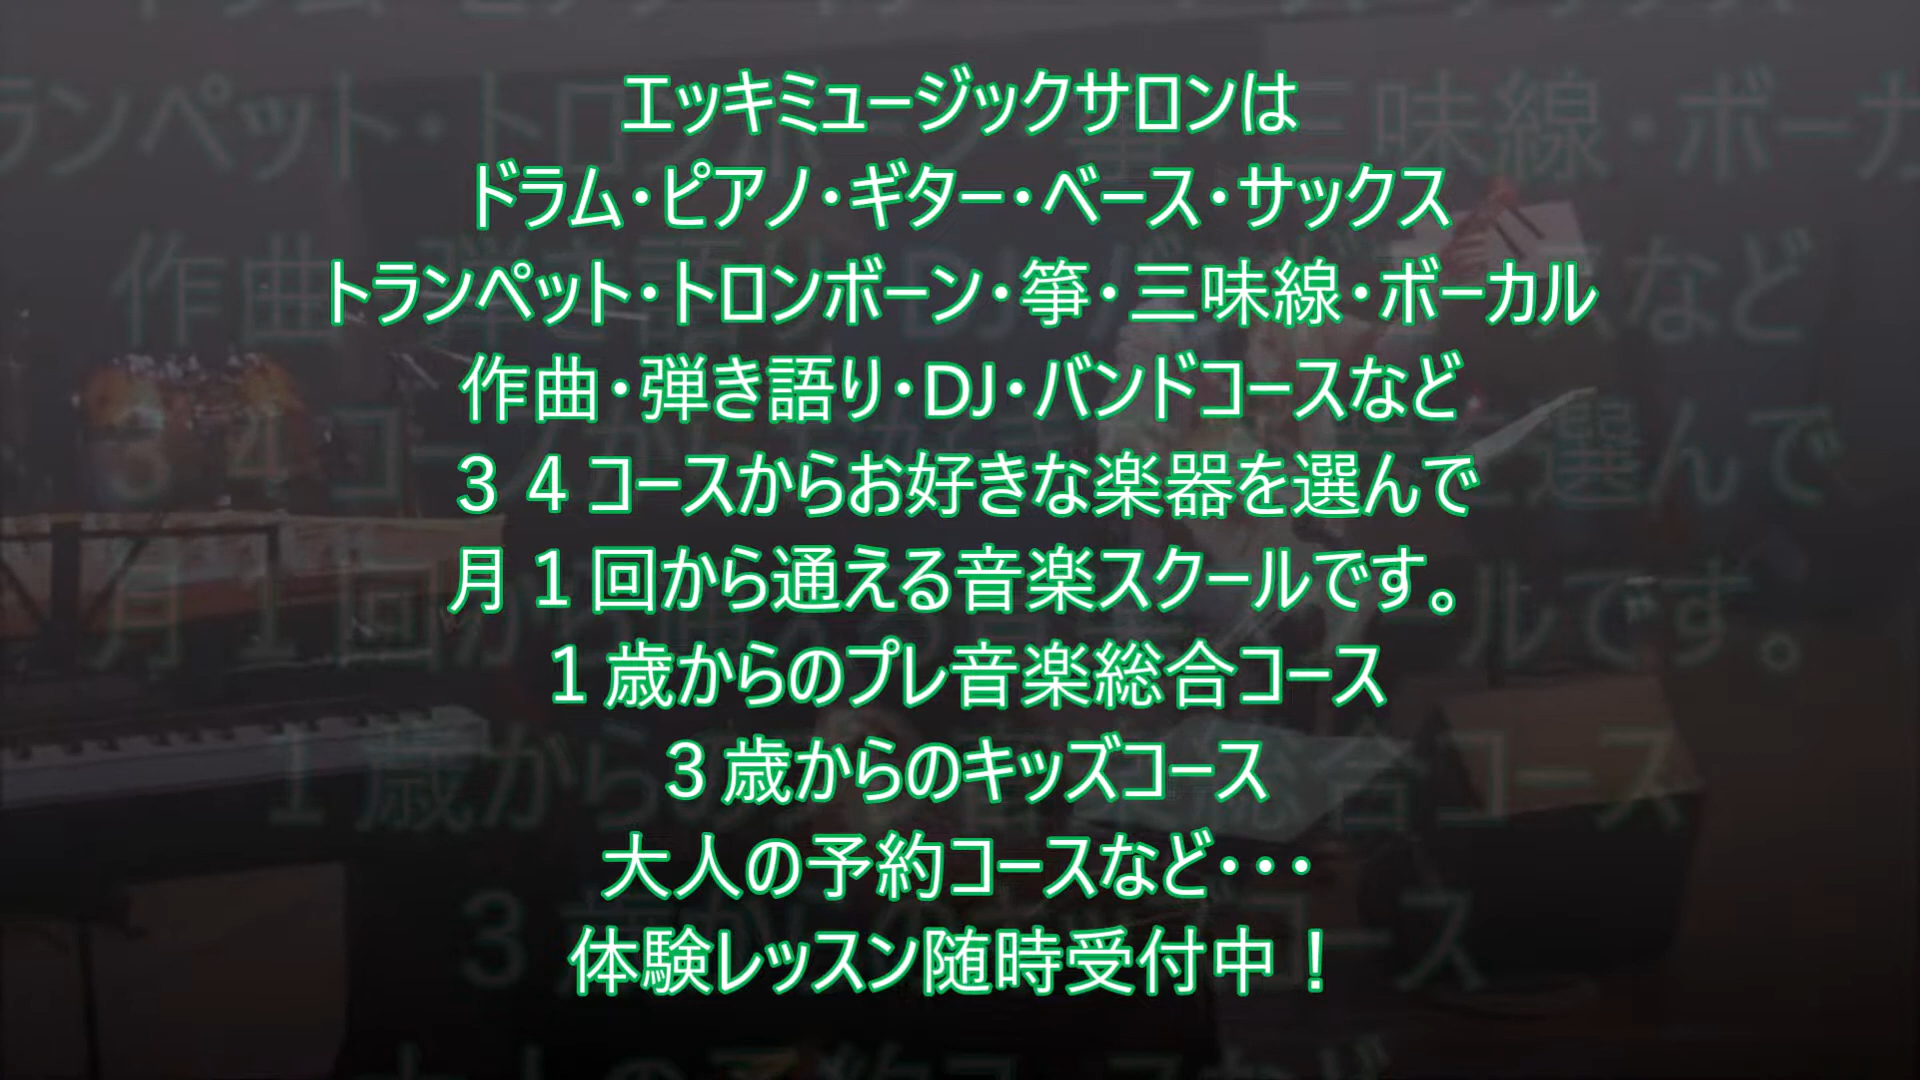 エッキミュージックサロンは
ドラム・ピアノ・ギター・ベース・サックス
トランペット・トロンボーン・箏・三味線・ボーカル
作曲・弾き語り・DJ・バンドコースなど
３４コースからお好きな楽器を選んで
月１回から通える音楽スクールです。
１歳からのプレ音楽総合コース
３歳からのキッズコース
大人の予約コースなど・・・
体験レッスン随時受付中！